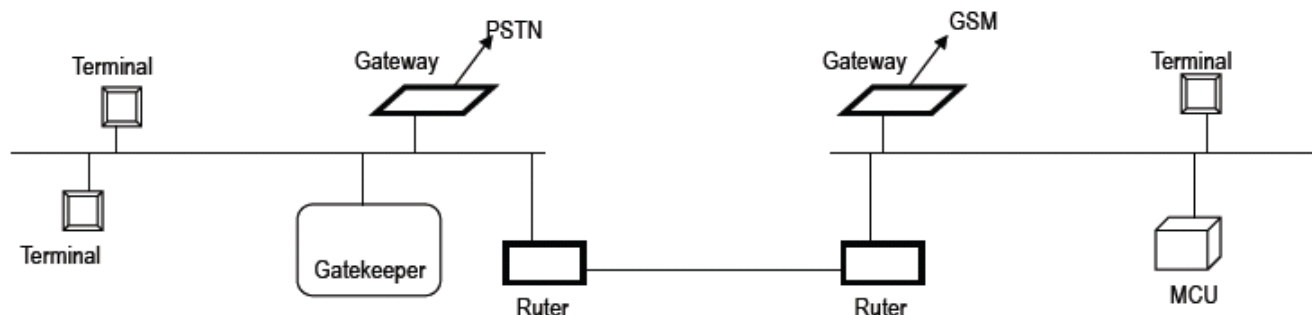 PSTN
GSM
Gateway
Gateway
Terminal
Terminal
Terminal
Gatekeeper
Ruter
Ruter
MCU